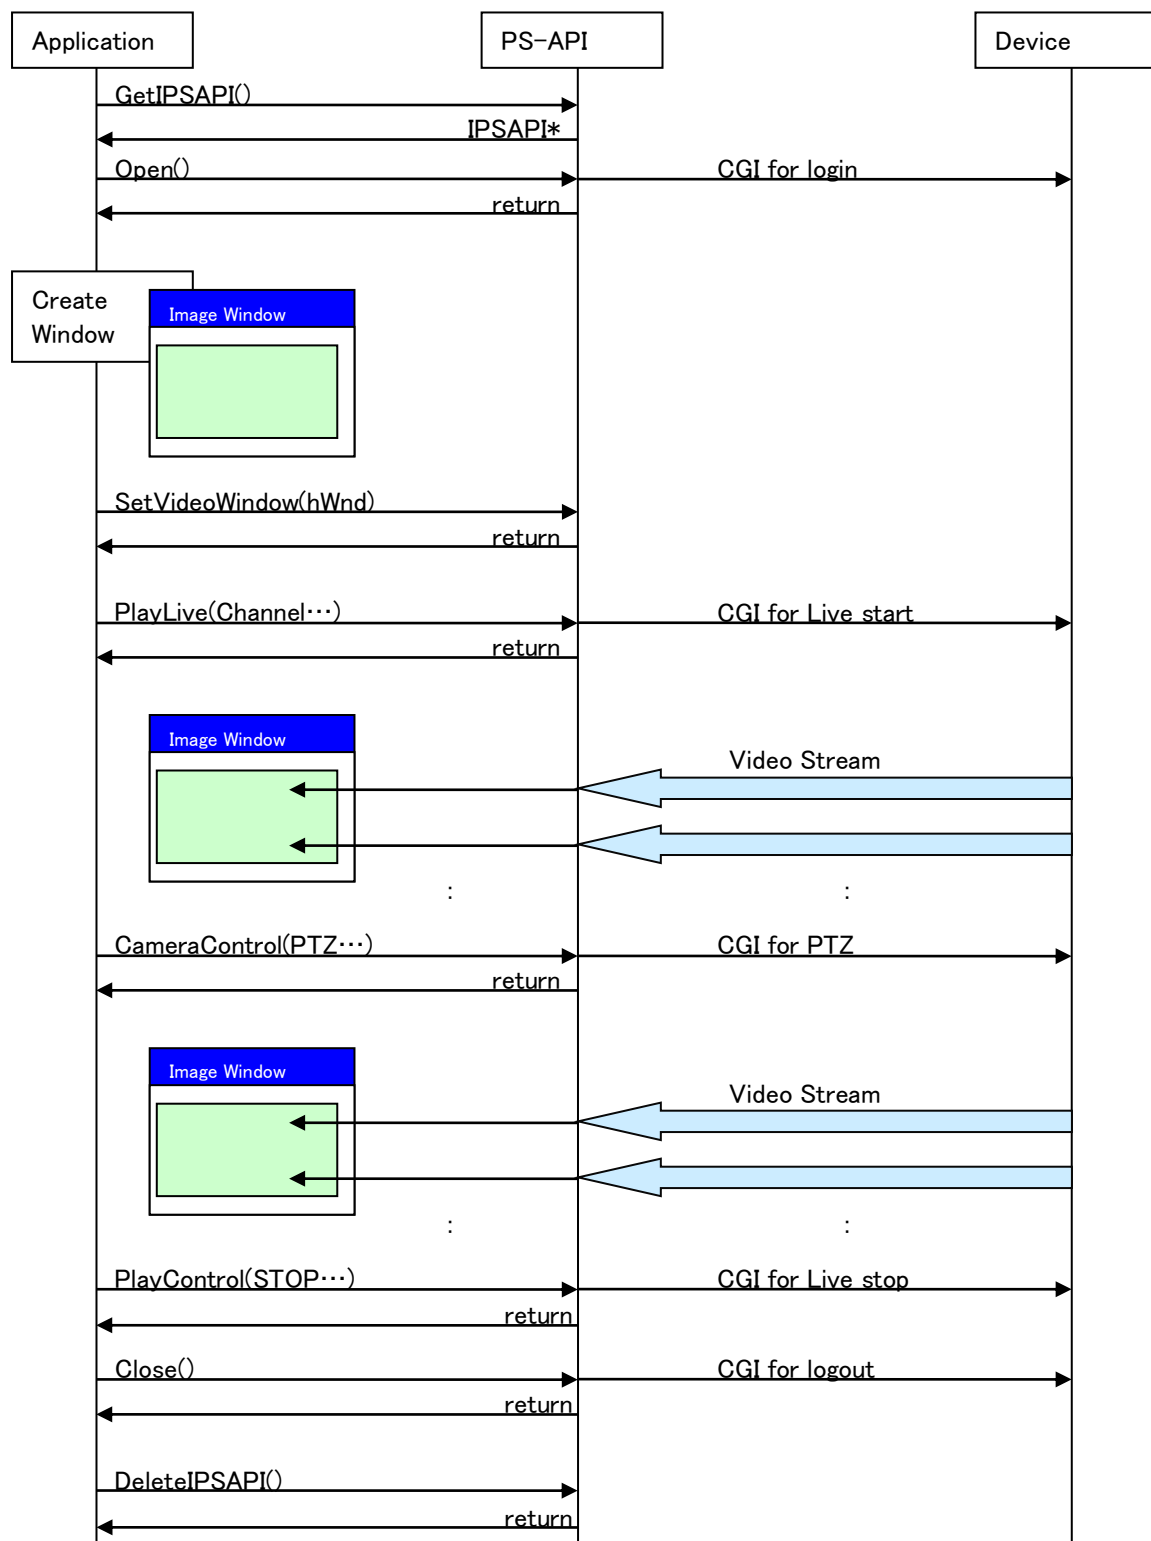 Application
PS-API
Device
GetIPSAPI()
IPSAPI*
Open()
CGI for login
return
Create
Window
Image Window
SetVideoWindow(hWnd)
return
PlayLive(Channel···)
CGI for Live start
return
Image Window
Video Stream
:
:
CameraControl(PTZ···)
CGI for PTZ
return
Image Window
Video Stream
:
:
PlayControl(STOP···)
CGI for Live stop
return
Close()
CGI for logout
return
DeleteIPSAPI()
return